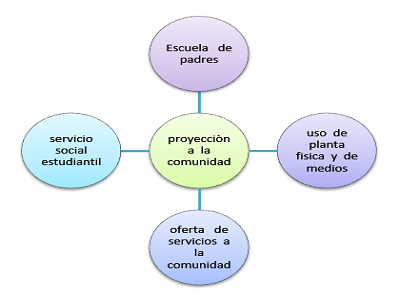 Escuela de
padres
servicio
social
estudiantil
proyecciòn
a la
comunidad
uso de
planta
fisica y de
medios
oferta de
servicios a
la
comunidad